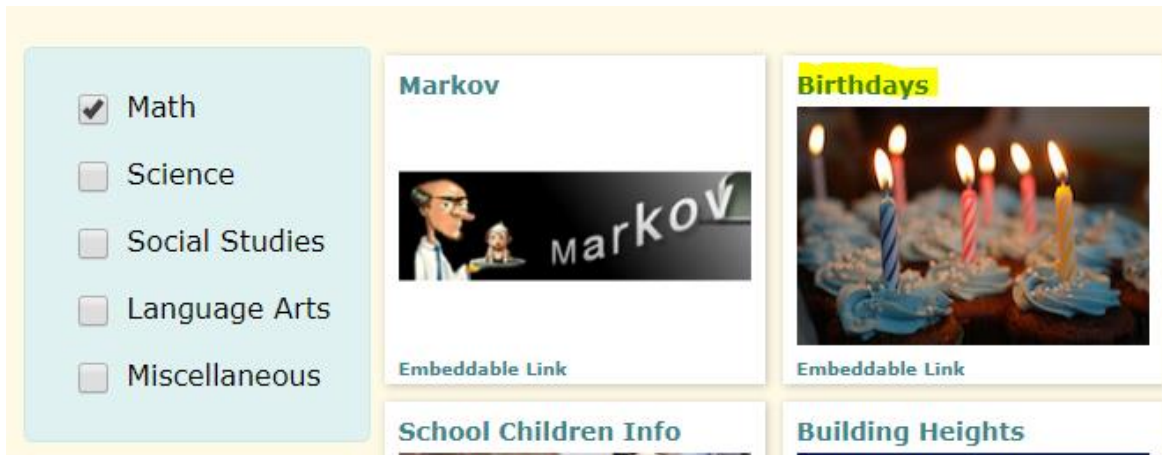 Math
Science
Social Studies
Language Arts
Miscellaneous
Markov
Markov
Embeddable Link
Birthdays
Embeddable Link
School Children Info
Building Heights